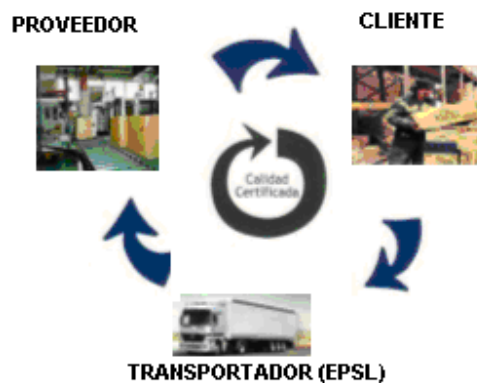 PROVEEDOR
CLIENTE
Calidad
Certificada
TRANSPORTADOR (EPSL)